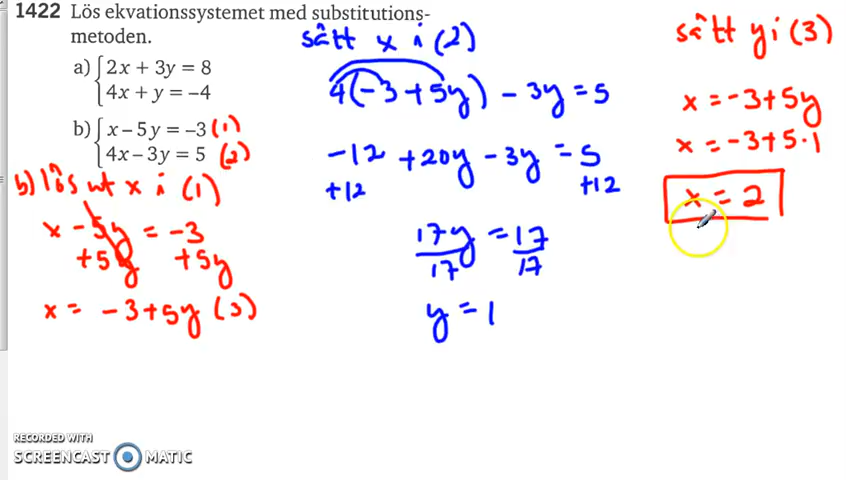 1422 Lös ekvationssystemet med substitutions-
metoden.
a) { 2x + 3y = 8
4x + y = −4
b) { x − 5y = −3 (1)
4x − 3y = 5 (2)
b) lös ut x i (1)
x − 5y = −3
+5y +5y
x = −3+5y (3)
sätt x i (2)
4(−3 + 5y) − 3y = 5
−12 + 20y − 3y = 5
+12 +12
17y = 17
17 17
y = 1
sätt y i (3)
x = −3+5y
x = −3+5·1
x = 2
RECORDED WITH
SCREENCAST MATIC